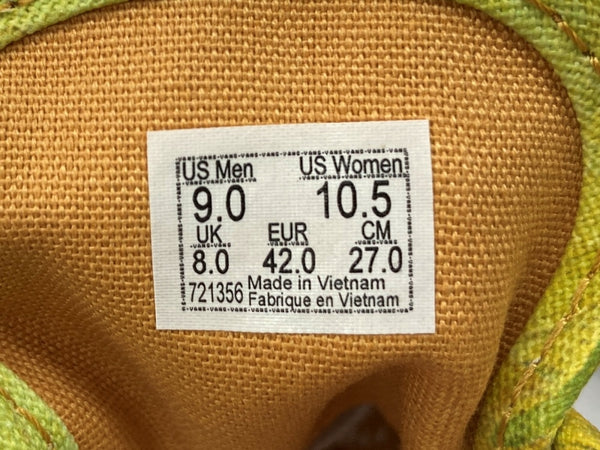 US Men US Women
9.0 10.5
UK EUR CM
8.0 42.0 27.0
721356 Made in Vietnam
Fabrique en Vietnam